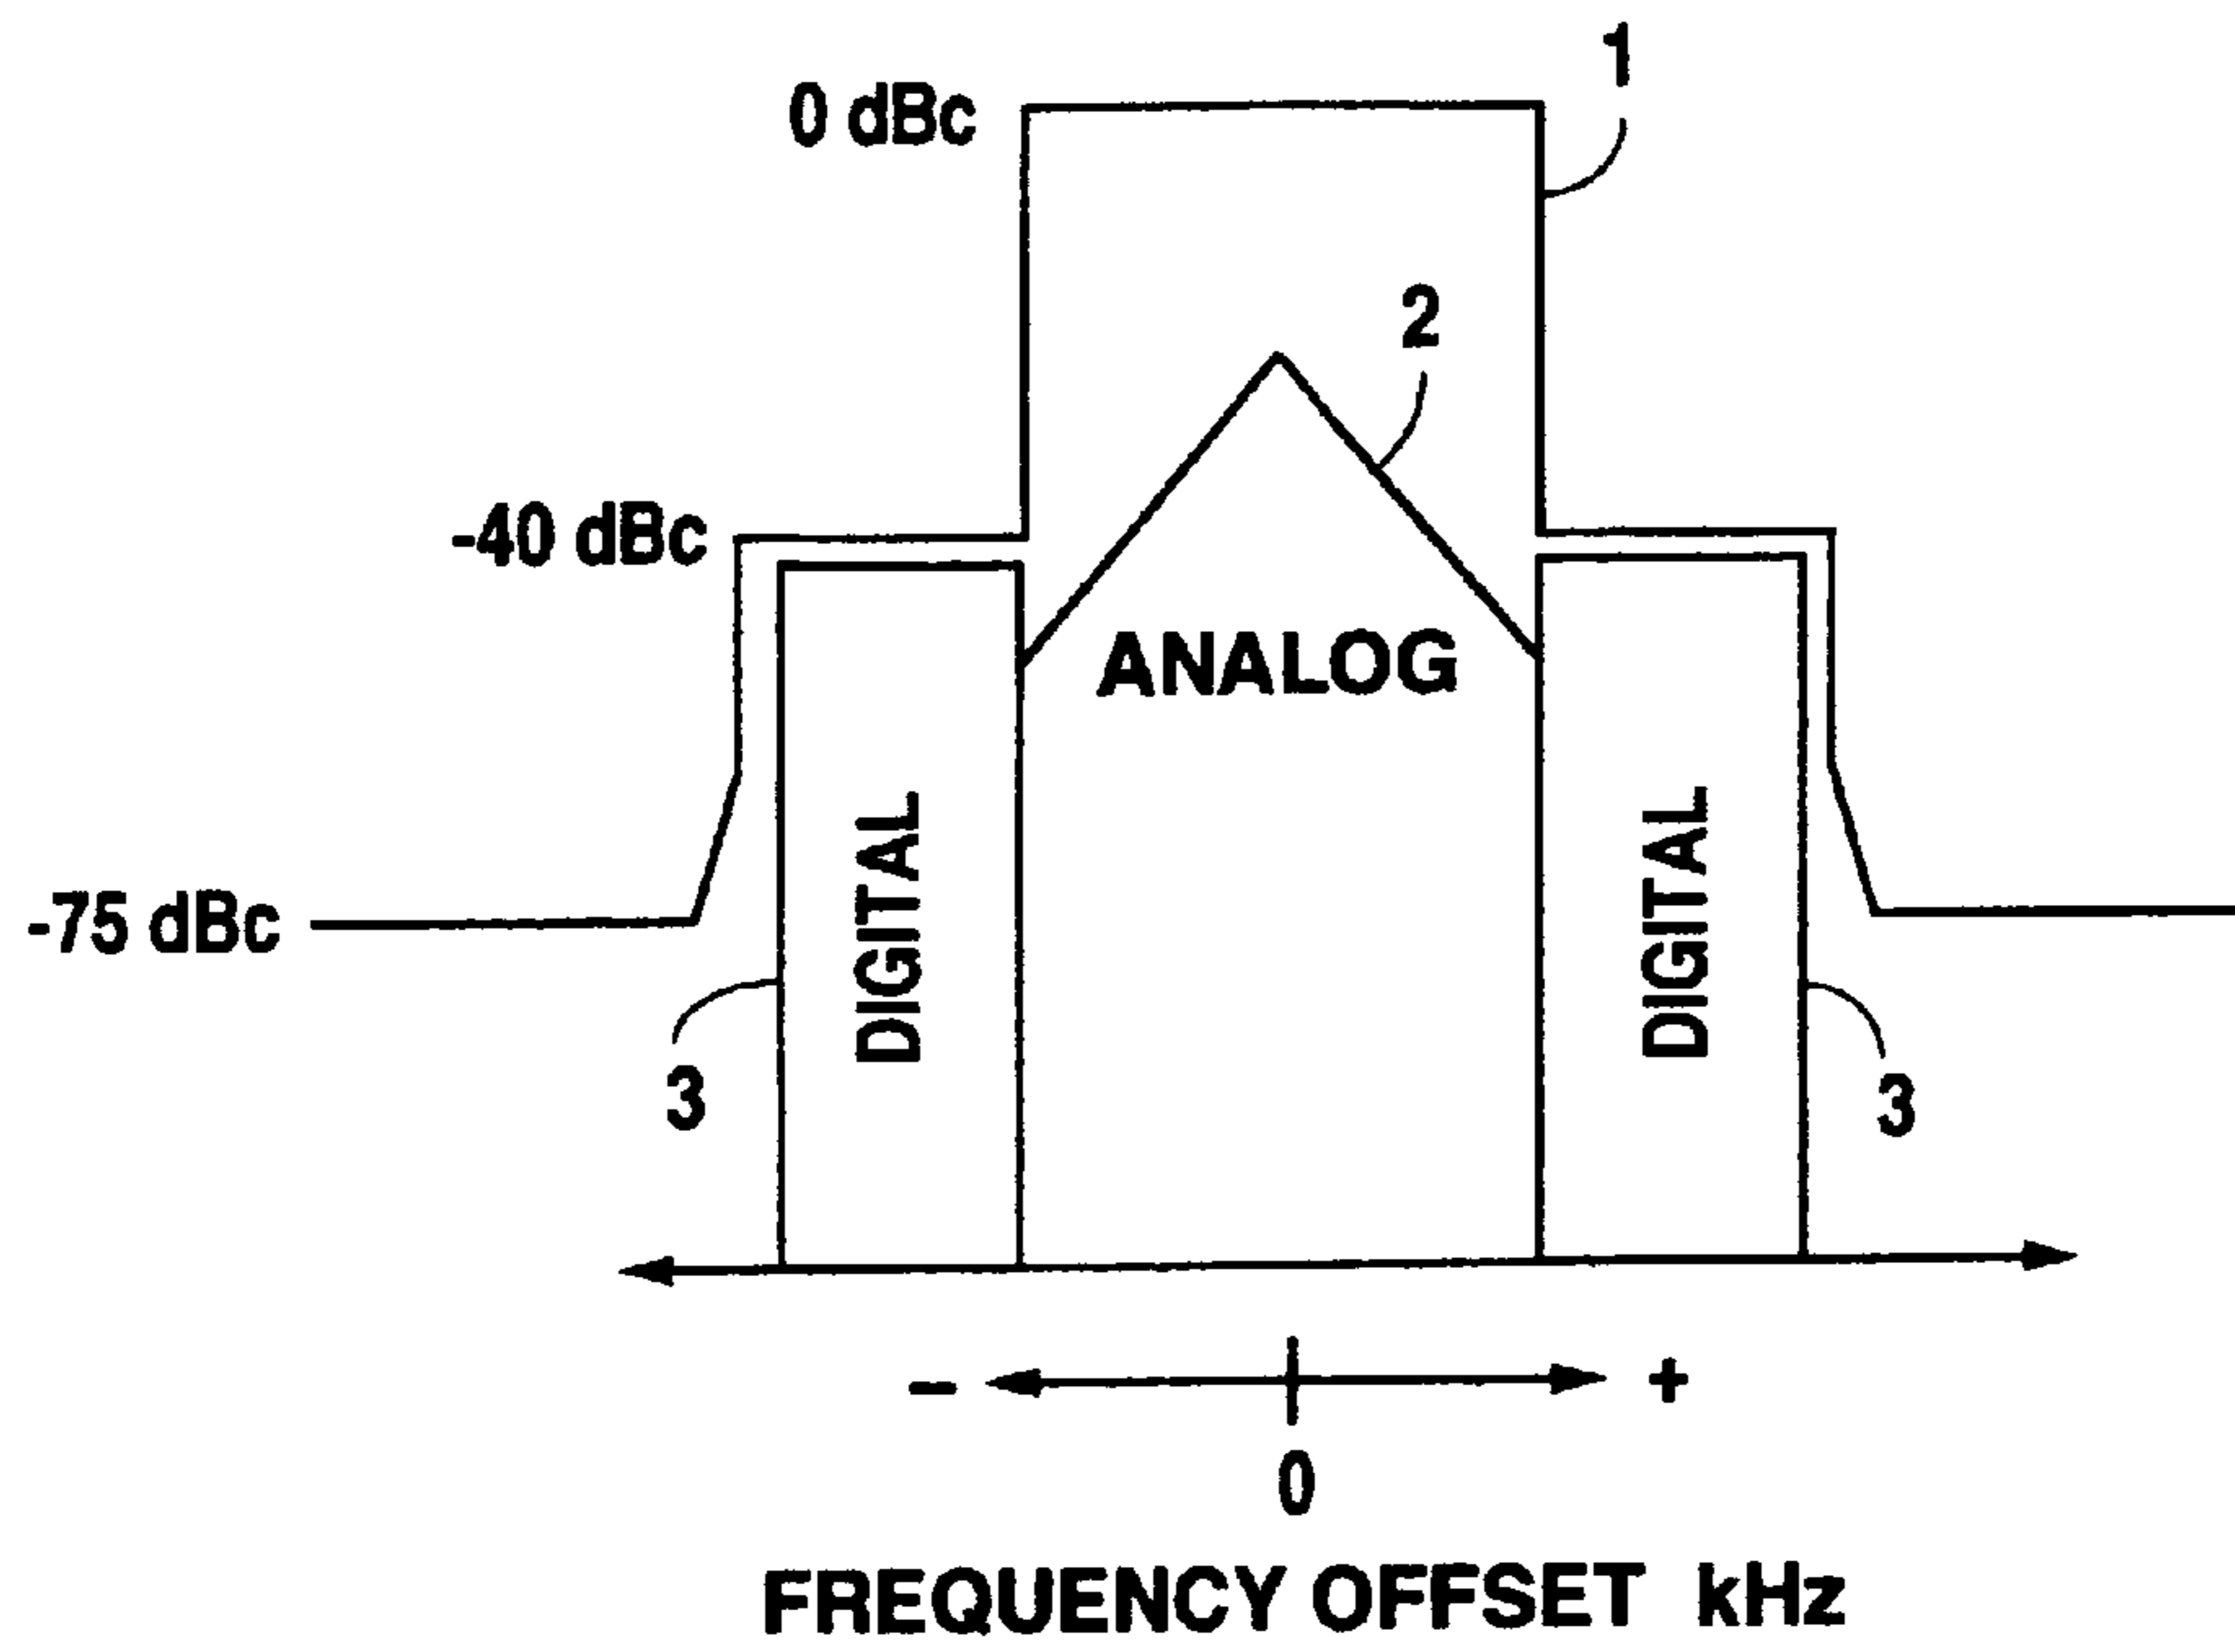 1
0 dBc
2
-40 dBc
ANALOG
DIGITAL
DIGITAL
-75 dBc
3
3
- +
0
FREQUENCY OFFSET kHz